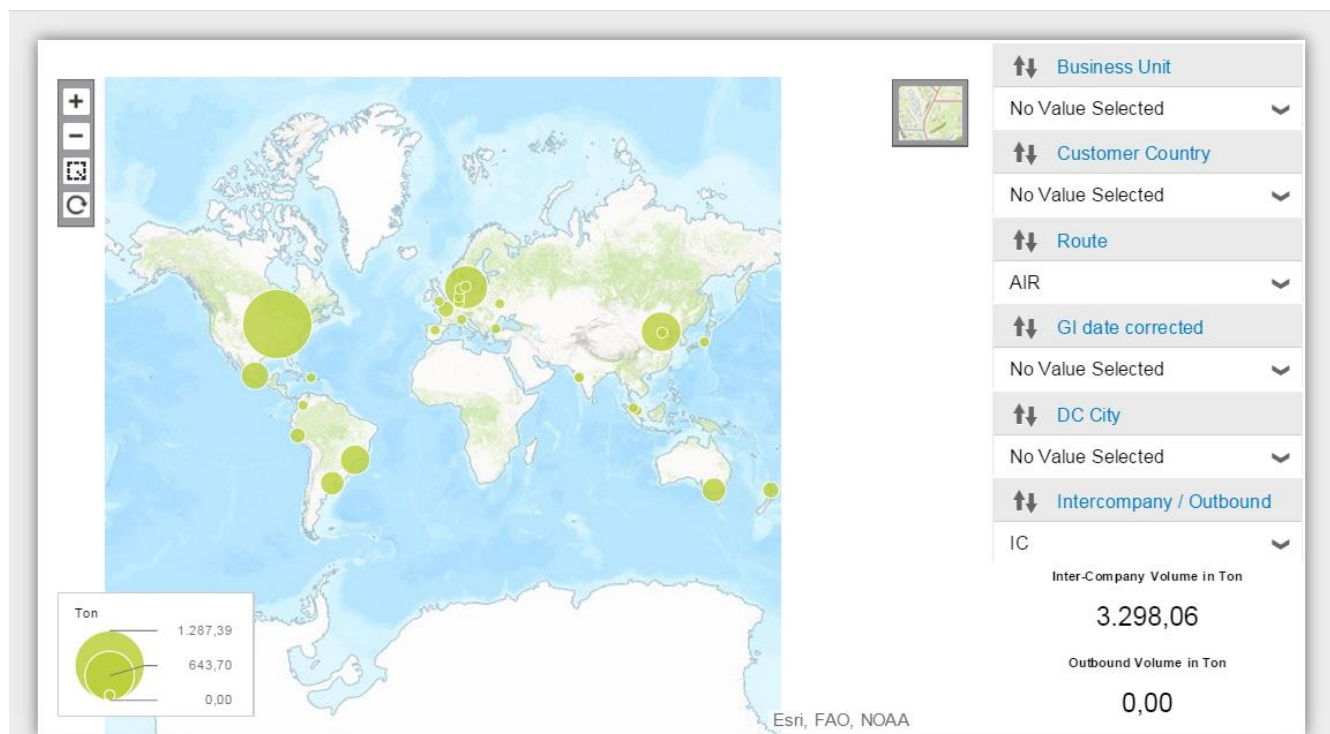 Business Unit
No Value Selected
Customer Country
No Value Selected
Route
AIR
GI date corrected
No Value Selected
DC City
No Value Selected
Intercompany / Outbound
IC
Inter-Company Volume in Ton
3.298,06
Outbound Volume in Ton
0,00
Ton
1.287,39
643,70
0,00
Esri, FAO, NOAA